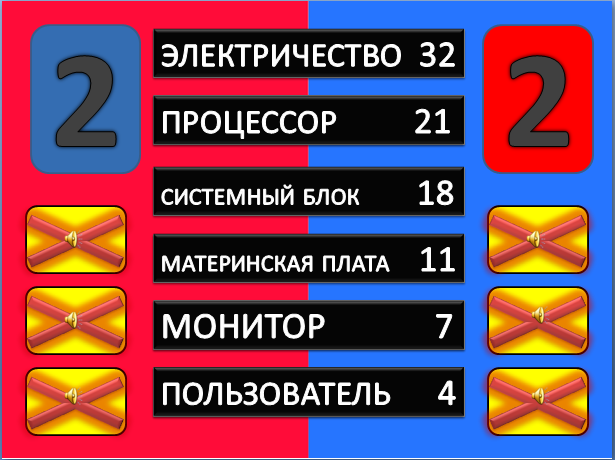 2
2
ЭЛЕКТРИЧЕСТВО 32
ПРОЦЕССОР 21
СИСТЕМНЫЙ БЛОК 18
МАТЕРИНСКАЯ ПЛАТА 11
МОНИТОР 7
ПОЛЬЗОВАТЕЛЬ 4